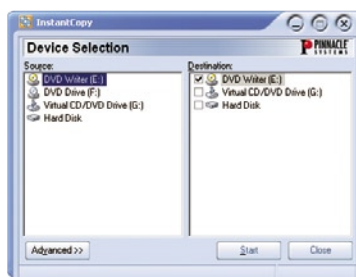 InstantCopy
Device Selection
PINNACLE
SYSTEMS
Source:
DVD Writer (E:)
DVD Drive (F:)
Virtual CD/DVD Drive (G:)
Hard Disk
Destination:
DVD Writer (E:)
Virtual CD/DVD Drive (G:)
Hard Disk
Advanced >>
Start
Close